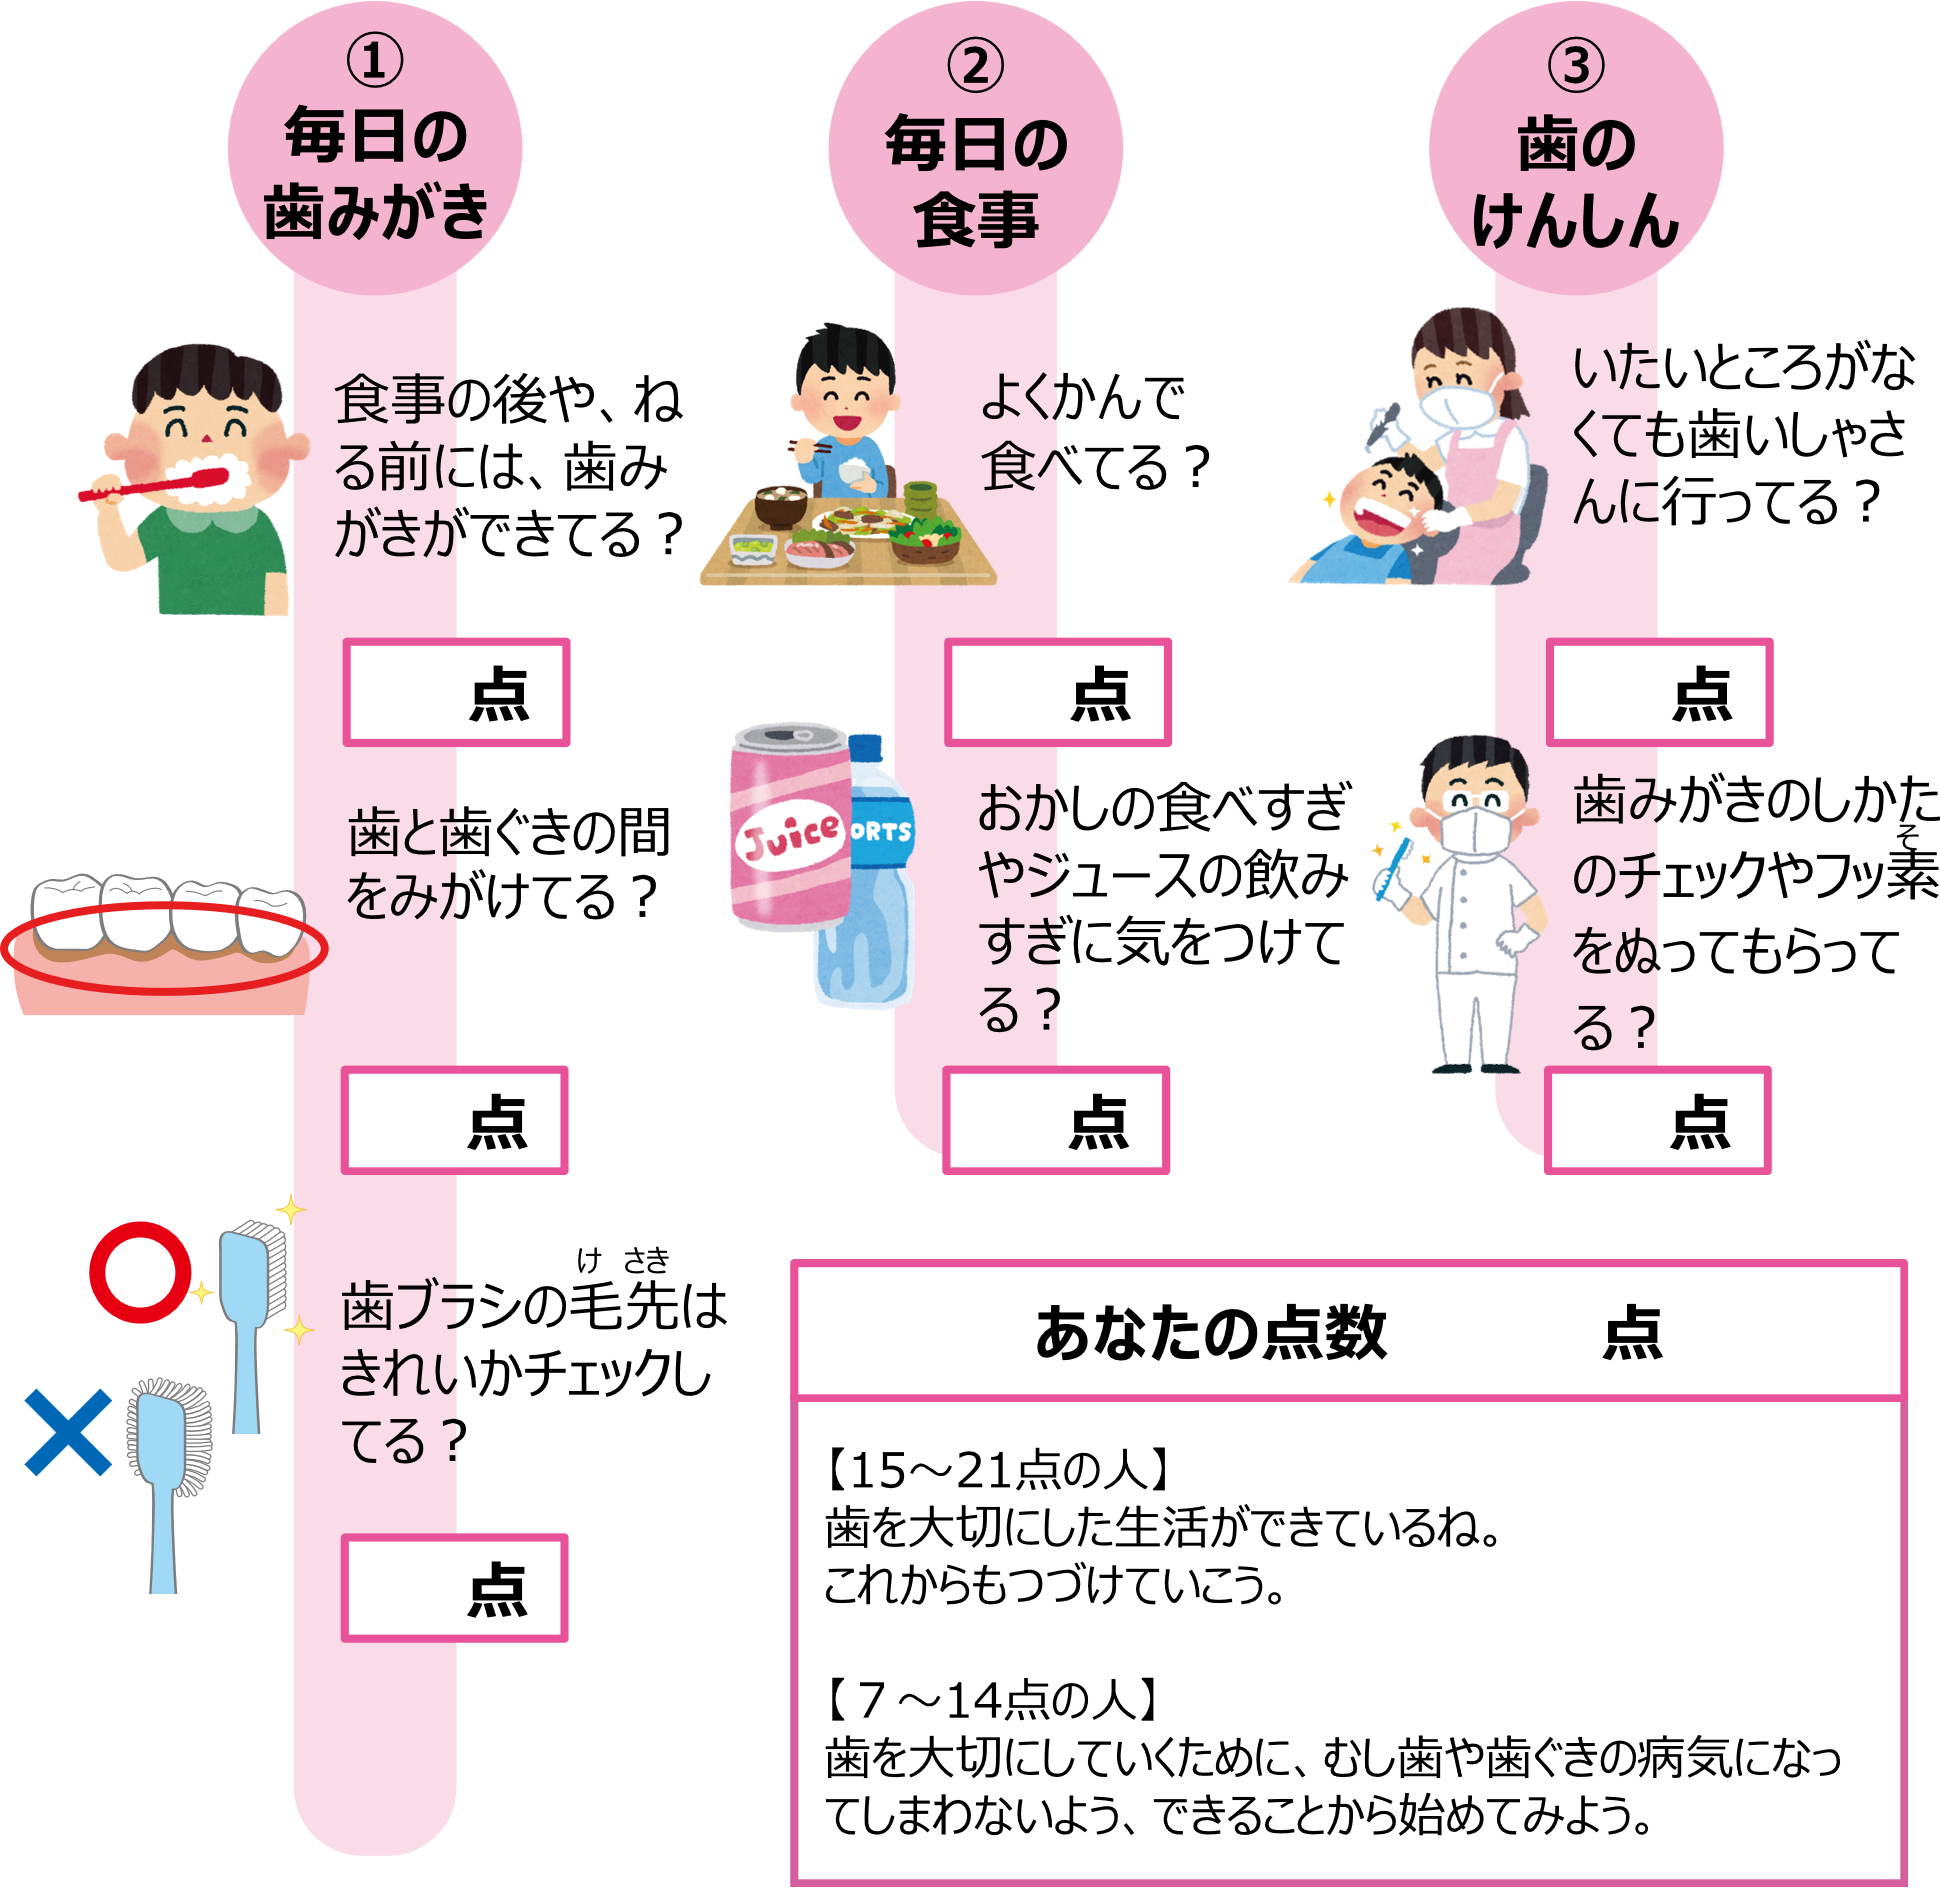 ①
毎日の
歯みがき
食事の後や、ね
る前には、歯み
がきができてる？
点
歯と歯ぐきの間
をみがけてる？
点
け さき
歯ブラシの毛先は
きれいかチェックし
てる？
点
②
毎日の
食事
よくかんで
食べてる？
点
Juice
ORTS
おかしの食べすぎ
やジュースの飲み
すぎに気をつけて
る？
点
③
歯の
けんしん
いたいところがな
くても歯いしゃさ
んに行ってる？
点
歯みがきのしかた
そ
のチェックやフッ素
をぬってもらって
る？
点
あなたの点数 点
【15～21点の人】
歯を大切にした生活ができているね。
これからもつづけていこう。
【７～14点の人】
歯を大切にしていくために、むし歯や歯ぐきの病気になっ
てしまわないよう、できることから始めてみよう。